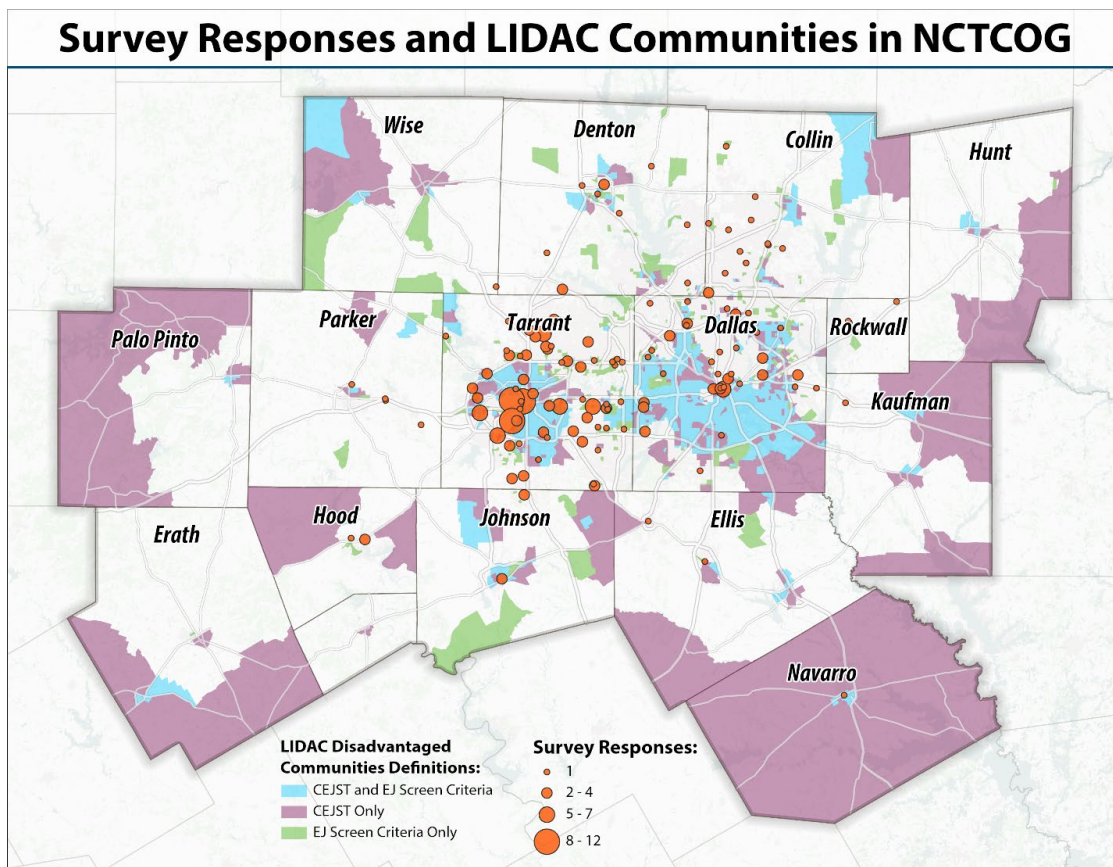 Survey Responses and LIDAC Communities in NCTCOG
Wise
Denton
Collin
Hunt
Palo Pinto
Parker
Tarrant
Dallas
Rockwall
Kaufman
Erath
Hood
Johnson
Ellis
Navarro
LIDAC Disadvantaged
Communities Definitions:
CEJST and EJ Screen Criteria
CEJST Only
EJ Screen Criteria Only
Survey Responses:
1
2 - 4
5 - 7
8 - 12